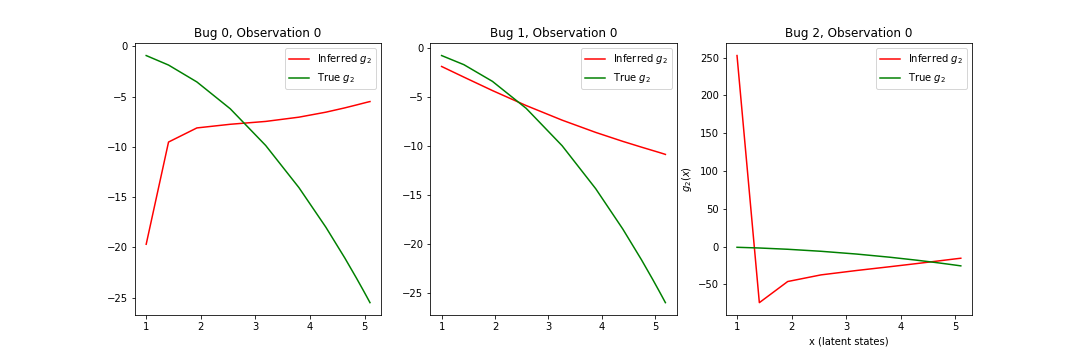 Bug 0, Observation 0
0
−5
−10
−15
−20
−25
1 2 3 4 5
Inferred g₂
True g₂
Bug 1, Observation 0
0
−5
−10
−15
−20
−25
1 2 3 4 5
Inferred g₂
True g₂
Bug 2, Observation 0
g₂(x)
250
200
150
100
50
0
−50
1 2 3 4 5
x (latent states)
Inferred g₂
True g₂